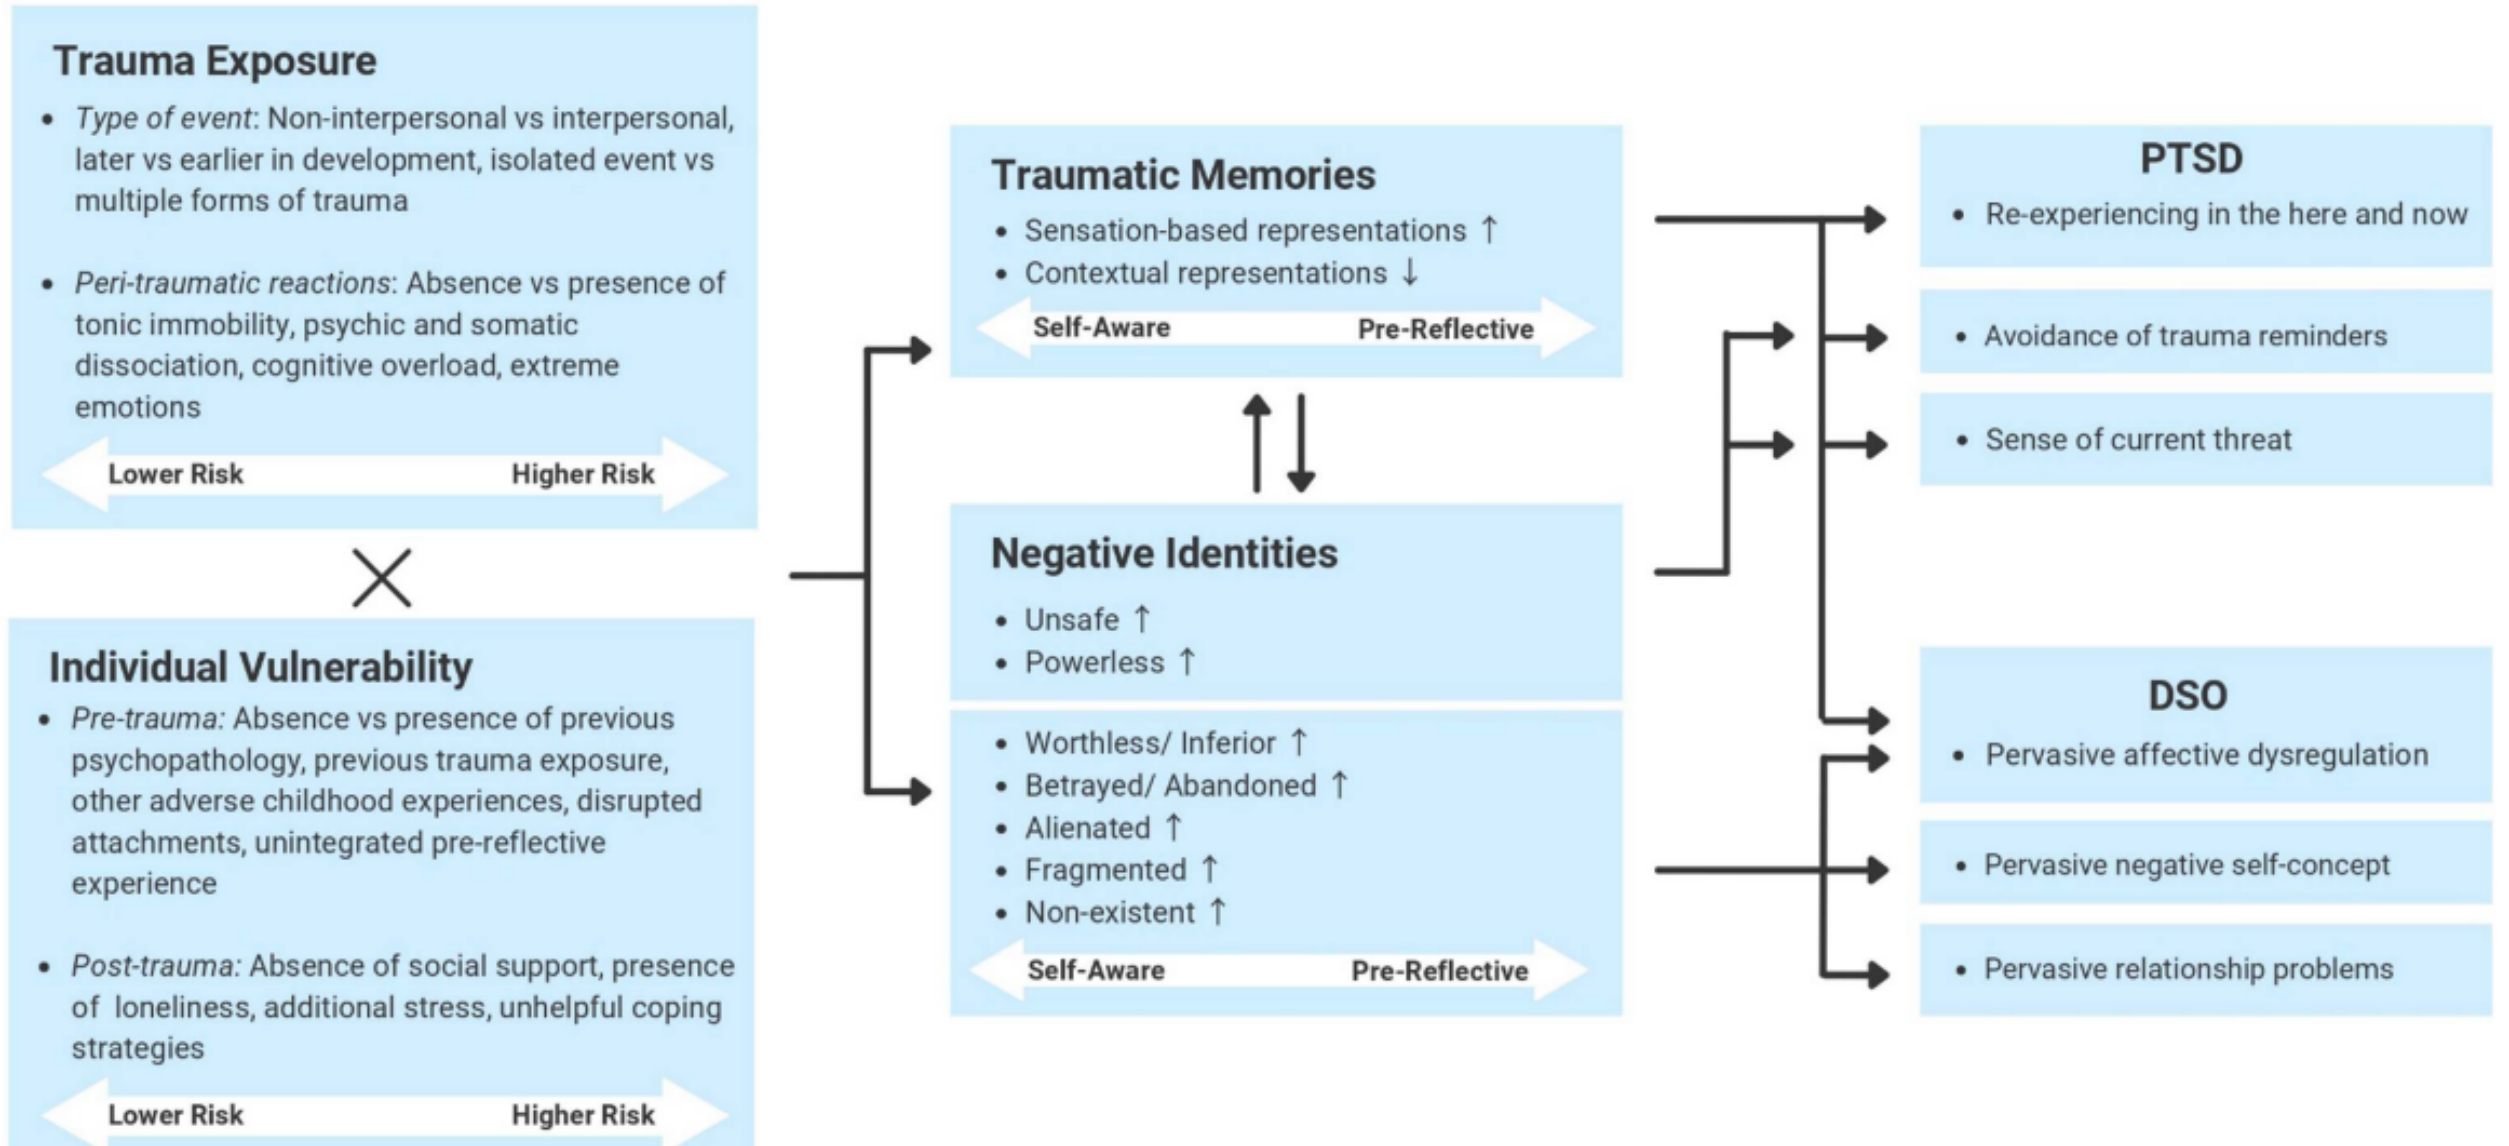 Trauma Exposure
• Type of event: Non-interpersonal vs interpersonal,
later vs earlier in development, isolated event vs
multiple forms of trauma
• Peri-traumatic reactions: Absence vs presence of
tonic immobility, psychic and somatic
dissociation, cognitive overload, extreme
emotions
Lower Risk Higher Risk
Individual Vulnerability
• Pre-trauma: Absence vs presence of previous
psychopathology, previous trauma exposure,
other adverse childhood experiences, disrupted
attachments, unintegrated pre-reflective
experience
• Post-trauma: Absence of social support, presence
of loneliness, additional stress, unhelpful coping
strategies
Lower Risk Higher Risk
Traumatic Memories
• Sensation-based representations ↑
• Contextual representations ↓
Self-Aware Pre-Reflective
Negative Identities
• Unsafe ↑
• Powerless ↑
• Worthless/ Inferior ↑
• Betrayed/ Abandoned ↑
• Alienated ↑
• Fragmented ↑
• Non-existent ↑
Self-Aware Pre-Reflective
PTSD
• Re-experiencing in the here and now
• Avoidance of trauma reminders
• Sense of current threat
DSO
• Pervasive affective dysregulation
• Pervasive negative self-concept
• Pervasive relationship problems